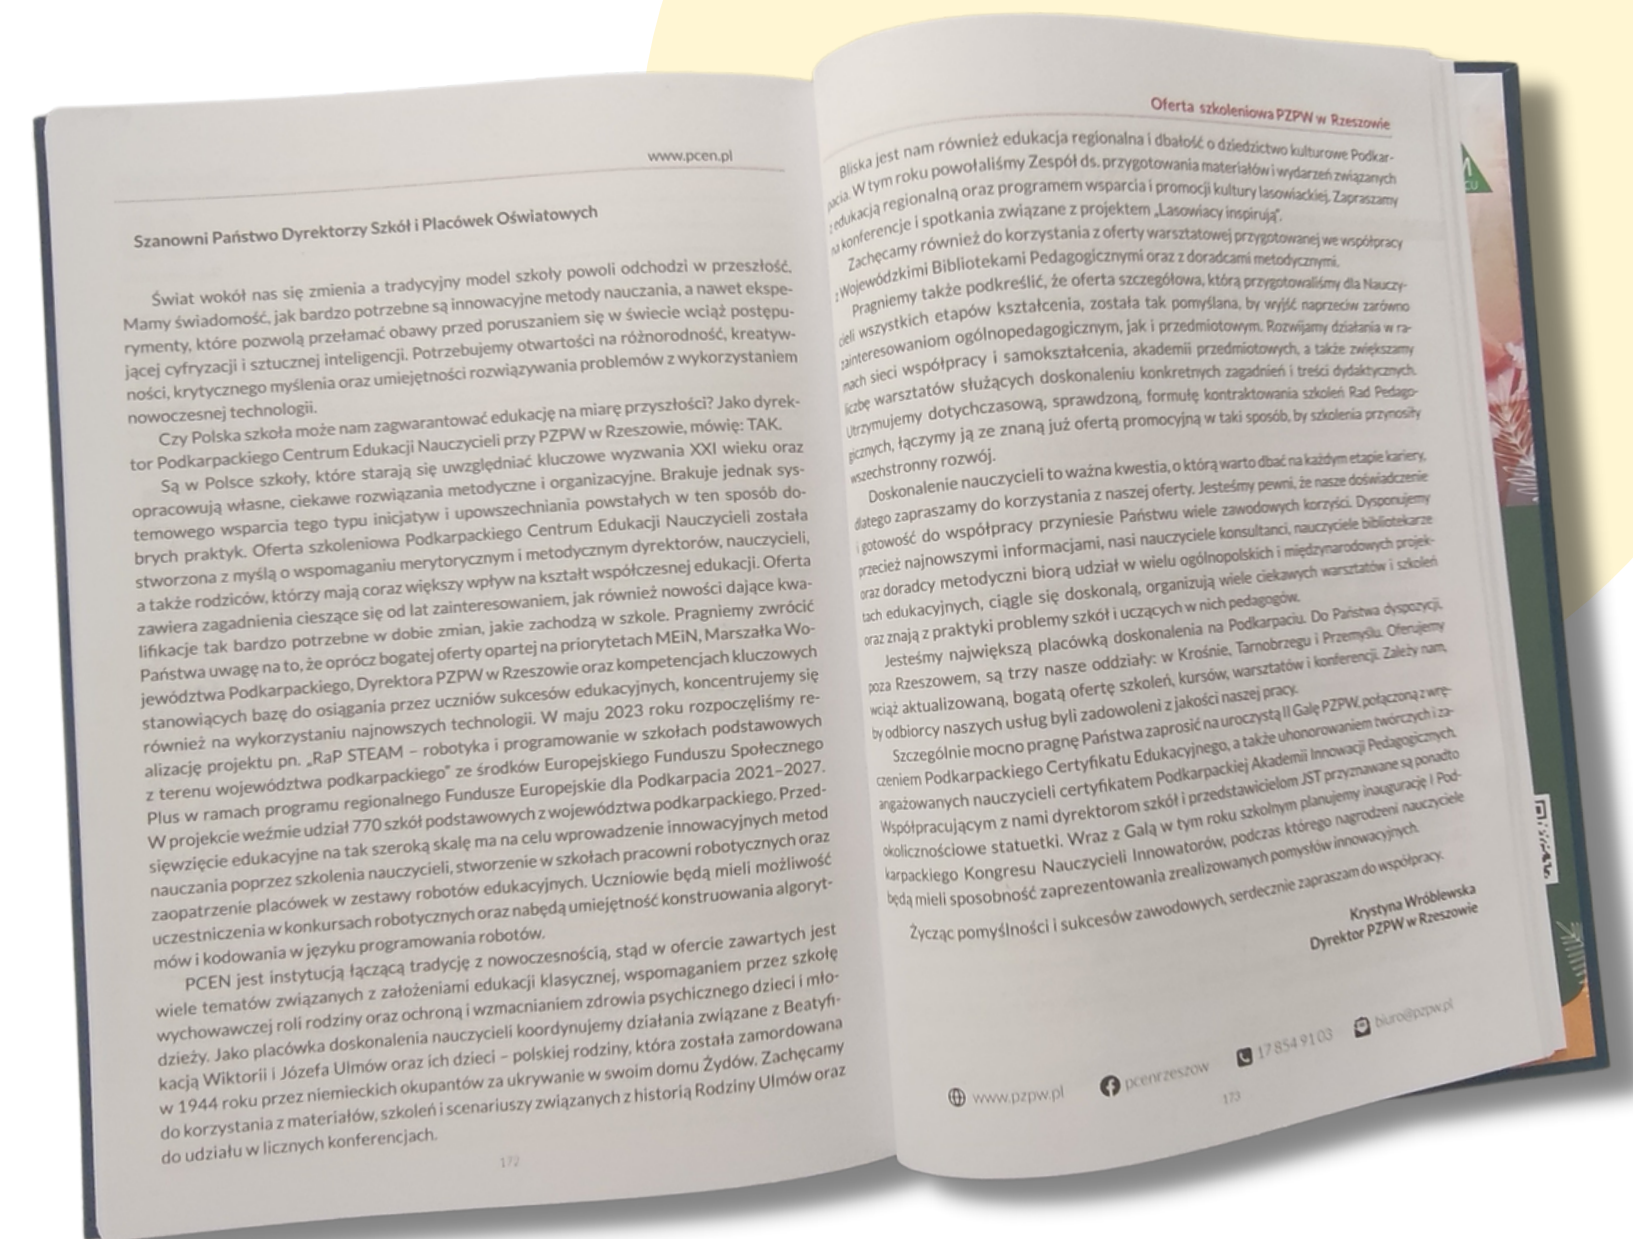 www.pcen.pl
Szanowni Państwo Dyrektorzy Szkół i Placówek Oświatowych
Świat wokół nas się zmienia a tradycyjny model szkoły powoli odchodzi w przeszłość.
Mamy świadomość, jak bardzo potrzebne są innowacyjne metody nauczania, a nawet ekspe-
rymenty, które pozwolą przełamać obawy przed poruszaniem się w świecie wciąż postępu-
jącej cyfryzacji i sztucznej inteligencji. Potrzebujemy otwartości na różnorodność, kreatyw-
ności, krytycznego myślenia oraz umiejętności rozwiązywania problemów z wykorzystaniem
nowoczesnej technologii.
Czy Polska szkoła może nam zagwarantować edukację na miarę przyszłości? Jako dyrek-
tor Podkarpackiego Centrum Edukacji Nauczycieli przy PZPW w Rzeszowie, mówię: TAK.
Są w Polsce szkoły, które starają się uwzględniać kluczowe wyzwania XXI wieku oraz
opracowują własne, ciekawe rozwiązania metodyczne i organizacyjne. Brakuje jednak sys-
temowego wsparcia tego typu inicjatyw i upowszechniania powstałych w ten sposób do-
brych praktyk. Oferta szkoleniowa Podkarpackiego Centrum Edukacji Nauczycieli została
stworzona z myślą o wspomaganiu merytorycznym i metodycznym dyrektorów, nauczycieli,
a także rodziców, którzy mają coraz większy wpływ na kształt współczesnej edukacji. Oferta
zawiera zagadnienia cieszące się od lat zainteresowaniem, jak również nowości dające kwa-
lifikacje tak bardzo potrzebne w dobie zmian, jakie zachodzą w szkole. Pragniemy zwrócić
Państwa uwagę na to, że oprócz bogatej oferty opartej na priorytetach MEiN, Marszałka Wo-
jewództwa Podkarpackiego, Dyrektora PZPW w Rzeszowie oraz kompetencjach kluczowych
stanowiących bazę do osiągania przez uczniów sukcesów edukacyjnych, koncentrujemy się
również na wykorzystaniu najnowszych technologii. W maju 2023 roku rozpoczęliśmy re-
alizację projektu pn. „RaP STEAM – robotyka i programowanie w szkołach podstawowych
z terenu województwa podkarpackiego" ze środków Europejskiego Funduszu Społecznego
Plus w ramach programu regionalnego Fundusze Europejskie dla Podkarpacia 2021–2027.
W projekcie weźmie udział 770 szkół podstawowych z województwa podkarpackiego. Przed-
sięwzięcie edukacyjne na tak szeroką skalę ma na celu wprowadzenie innowacyjnych metod
nauczania poprzez szkolenia nauczycieli, stworzenie w szkołach pracowni robotycznych oraz
zaopatrzenie placówek w zestawy robotów edukacyjnych. Uczniowie będą mieli możliwość
uczestniczenia w konkursach robotycznych oraz nabędą umiejętność konstruowania algoryt-
mów i kodowania w języku programowania robotów.
PCEN jest instytucją łączącą tradycję z nowoczesnością, stąd w ofercie zawartych jest
wiele tematów związanych z założeniami edukacji klasycznej, wspomaganiem przez szkołę
wychowawczej roli rodziny oraz ochroną i wzmacnianiem zdrowia psychicznego dzieci i mło-
dzieży. Jako placówka doskonalenia nauczycieli koordynujemy działania związane z Beatyfi-
kacją Wiktorii i Józefa Ulmów oraz ich dzieci – polskiej rodziny, która została zamordowana
w 1944 roku przez niemieckich okupantów za ukrywanie w swoim domu Żydów. Zachęcamy
do korzystania z materiałów, szkoleń i scenariuszy związanych z historią Rodziny Ulmów oraz
do udziału w licznych konferencjach.
172
Oferta szkoleniowa PZPW w Rzeszowie
Bliska jest nam również edukacja regionalna i dbałość o dziedzictwo kulturowe Podkar-
pacia. W tym roku powołaliśmy Zespół ds. przygotowania materiałów i wydarzeń związanych
z edukacją regionalną oraz programem wsparcia i promocji kultury lasowiackiej. Zapraszamy
na konferencje i spotkania związane z projektem „Lasowiacy inspirują".
Zachęcamy również do korzystania z oferty warsztatowej przygotowanej we współpracy
z Wojewódzkimi Bibliotekami Pedagogicznymi oraz z doradcami metodycznymi.
Pragniemy także podkreślić, że oferta szczegółowa, którą przygotowaliśmy dla Nauczy-
cieli wszystkich etapów kształcenia, została tak pomyślana, by wyjść naprzeciw zarówno
zainteresowaniom ogólnopedagogicznym, jak i przedmiotowym. Rozwijamy działania w ra-
mach sieci współpracy i samokształcenia, akademii przedmiotowych, a także zwiększamy
liczbę warsztatów służących doskonaleniu konkretnych zagadnień i treści dydaktycznych.
Utrzymujemy dotychczasową, sprawdzoną, formułę kontraktowania szkoleń Rad Pedago-
gicznych, łączymy ją ze znaną już ofertą promocyjną w taki sposób, by szkolenia przynosiły
wszechstronny rozwój.
Doskonalenie nauczycieli to ważna kwestia, o którą warto dbać na każdym etapie kariery,
dlatego zapraszamy do korzystania z naszej oferty. Jesteśmy pewni, że nasze doświadczenie
i gotowość do współpracy przyniesie Państwu wiele zawodowych korzyści. Dysponujemy
przecież najnowszymi informacjami, nasi nauczyciele konsultanci, nauczyciele bibliotekarze
oraz doradcy metodyczni biorą udział w wielu ogólnopolskich i międzynarodowych projek-
tach edukacyjnych, ciągle się doskonalą, organizują wiele ciekawych warsztatów i szkoleń
oraz znają z praktyki problemy szkół i uczących w nich pedagogów.
Jesteśmy największą placówką doskonalenia na Podkarpaciu. Do Państwa dyspozycji,
poza Rzeszowem, są trzy nasze oddziały: w Krośnie, Tarnobrzegu i Przemyślu. Oferujemy
wciąż aktualizowaną, bogatą ofertę szkoleń, kursów, warsztatów i konferencji. Zależy nam,
by odbiorcy naszych usług byli zadowoleni z jakości naszej pracy.
Szczególnie mocno pragnę Państwa zaprosić na uroczystą II Galę PZPW, połączoną z wrę-
czeniem Podkarpackiego Certyfikatu Edukacyjnego, a także uhonorowaniem twórczych i za-
angażowanych nauczycieli certyfikatem Podkarpackiej Akademii Innowacji Pedagogicznych.
Współpracującym z nami dyrektorom szkół i przedstawicielom JST przyznawane są ponadto
okolicznościowe statuetki. Wraz z Galą w tym roku szkolnym planujemy inaugurację I Pod-
karpackiego Kongresu Nauczycieli Innowatorów, podczas którego nagrodzeni nauczyciele
będą mieli sposobność zaprezentowania zrealizowanych pomysłów innowacyjnych.
Życząc pomyślności i sukcesów zawodowych, serdecznie zapraszam do współpracy.
Krystyna Wróblewska
Dyrektor PZPW w Rzeszowie
www.pzpw.pl pcenrzeszow 17 854 91 03 biuro@pzpw.pl
173